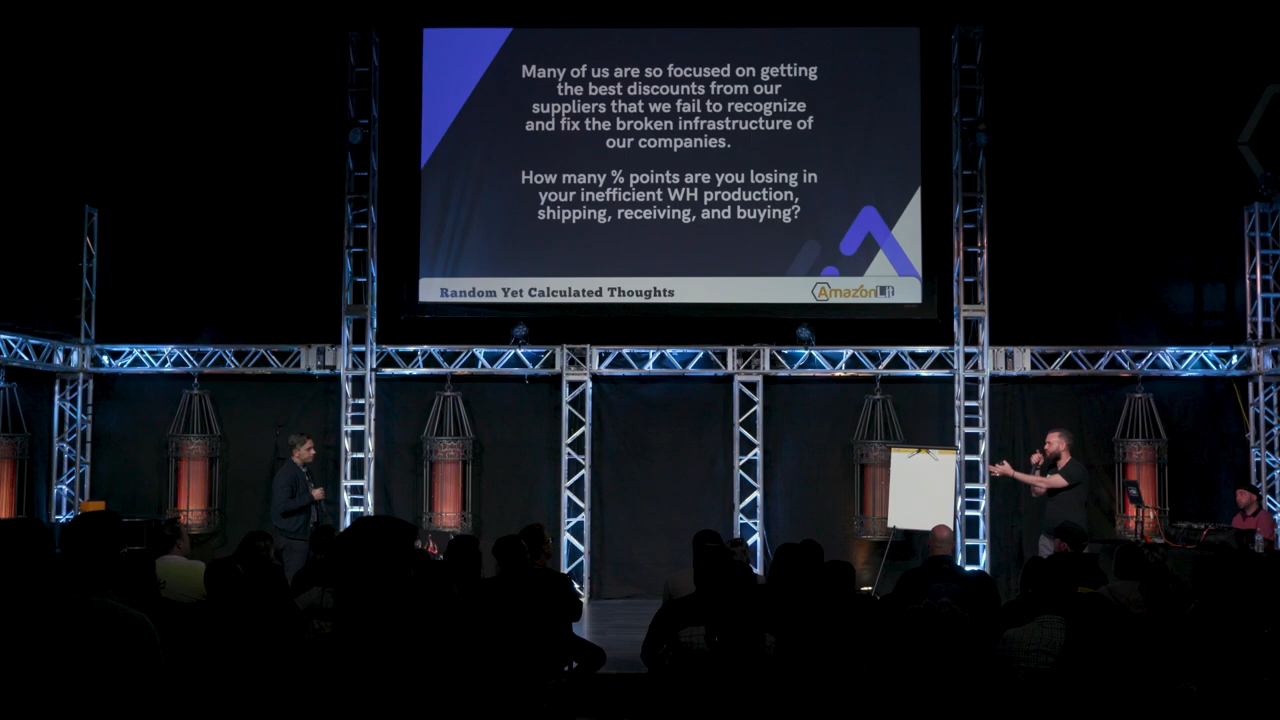 Many of us are so focused on getting
the best discounts from our
suppliers that we fail to recognize
and fix the broken infrastructure of
our companies.
How many % points are you losing in
your inefficient WH production,
shipping, receiving, and buying?
Random Yet Calculated Thoughts
AmazonLit